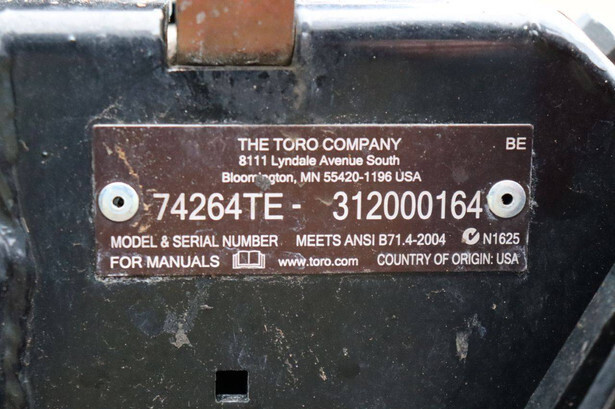 THE TORO COMPANY BE
8111 Lyndale Avenue South
Bloomington, MN 55420-1196 USA
74264TE - 312000164
MODEL & SERIAL NUMBER MEETS ANSI B71.4-2004 N1625
FOR MANUALS www.toro.com COUNTRY OF ORIGIN: USA